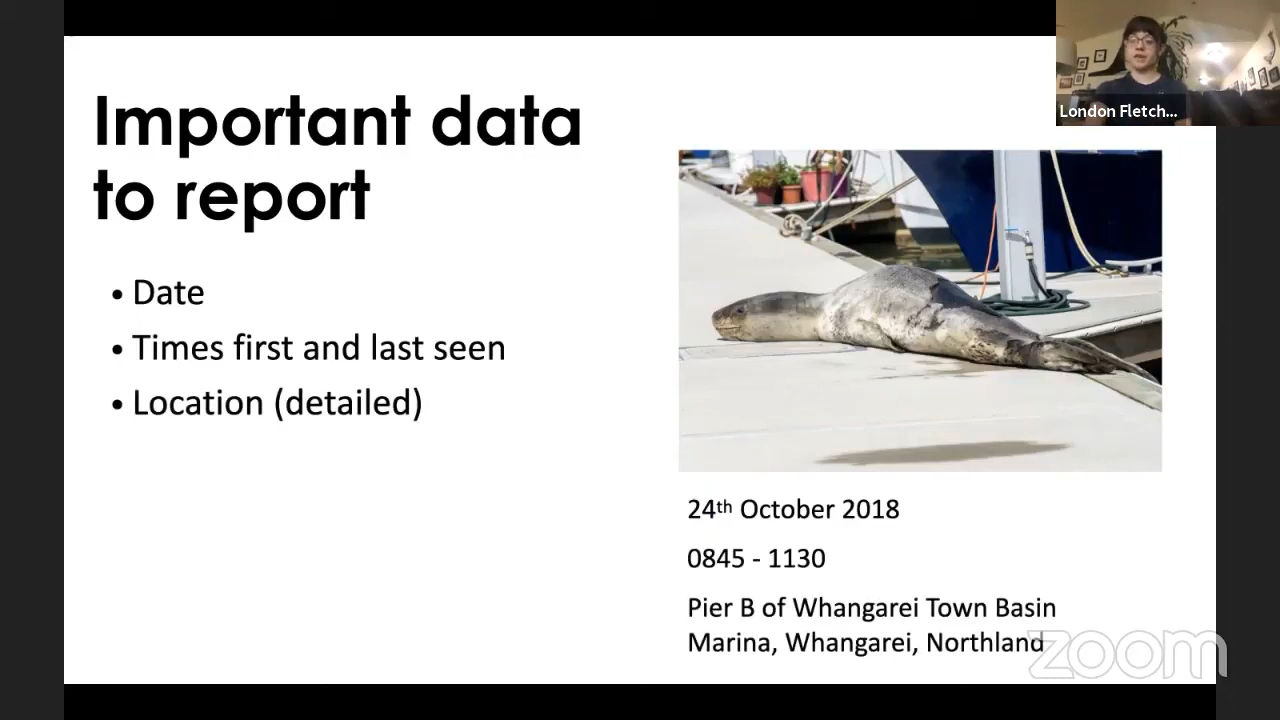 London Fletch...
Important data
to report
• Date
• Times first and last seen
• Location (detailed)
24th October 2018
0845 - 1130
Pier B of Whangarei Town Basin
Marina, Whangarei, Northland
zoom